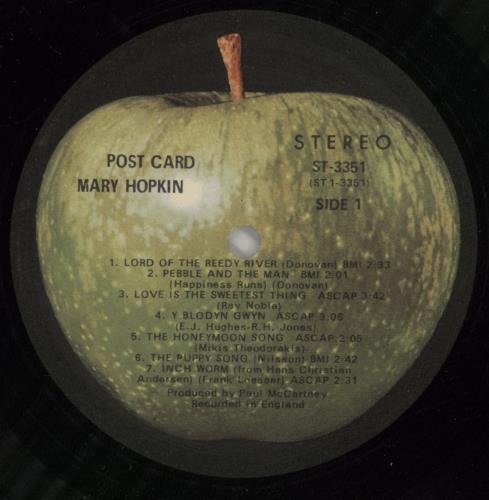 POST CARD
MARY HOPKIN
STEREO
ST-3351
(ST 1-3351)
SIDE 1
1. LORD OF THE REEDY RIVER (Donovan) BMI 2:33
2. PEBBLE AND THE MAN BMI 2:01
(Happiness Runs) (Donovan)
3. LOVE IS THE SWEETEST THING ASCAP 3:42
(Ray Noble)
4. Y BLODYN GWYN ASCAP 3:06
(E.J. Hughes-R.H. Jones)
5. THE HONEYMOON SONG ASCAP 2:05
(Mikis Theodorakis)
6. THE PUPPY SONG (Nilsson) BMI 2:42
7. INCH WORM (from Hans Christian
Andersen) (Frank Loesser) ASCAP 2:31
Produced by Paul McCartney
Recorded in England